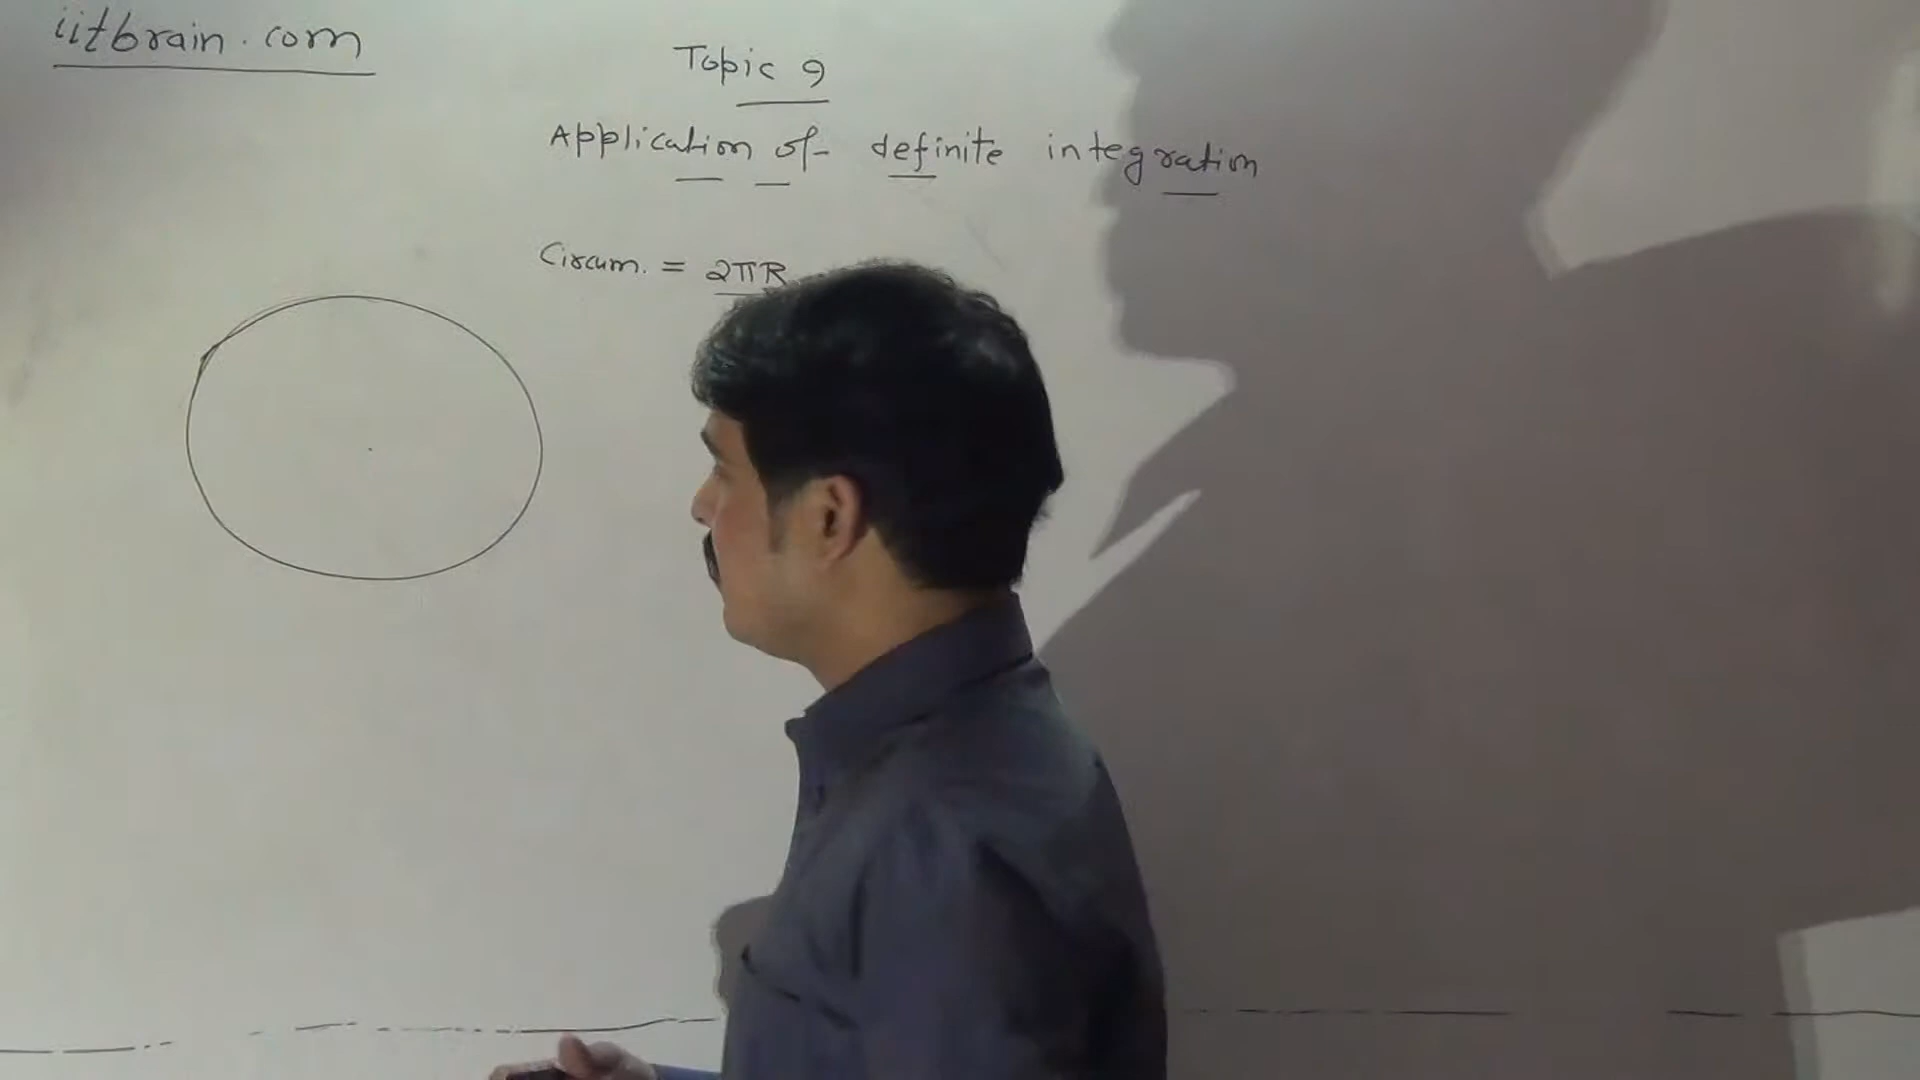 iitbrain.com
Topic 9
Application of definite integration
Circum. = 2πR